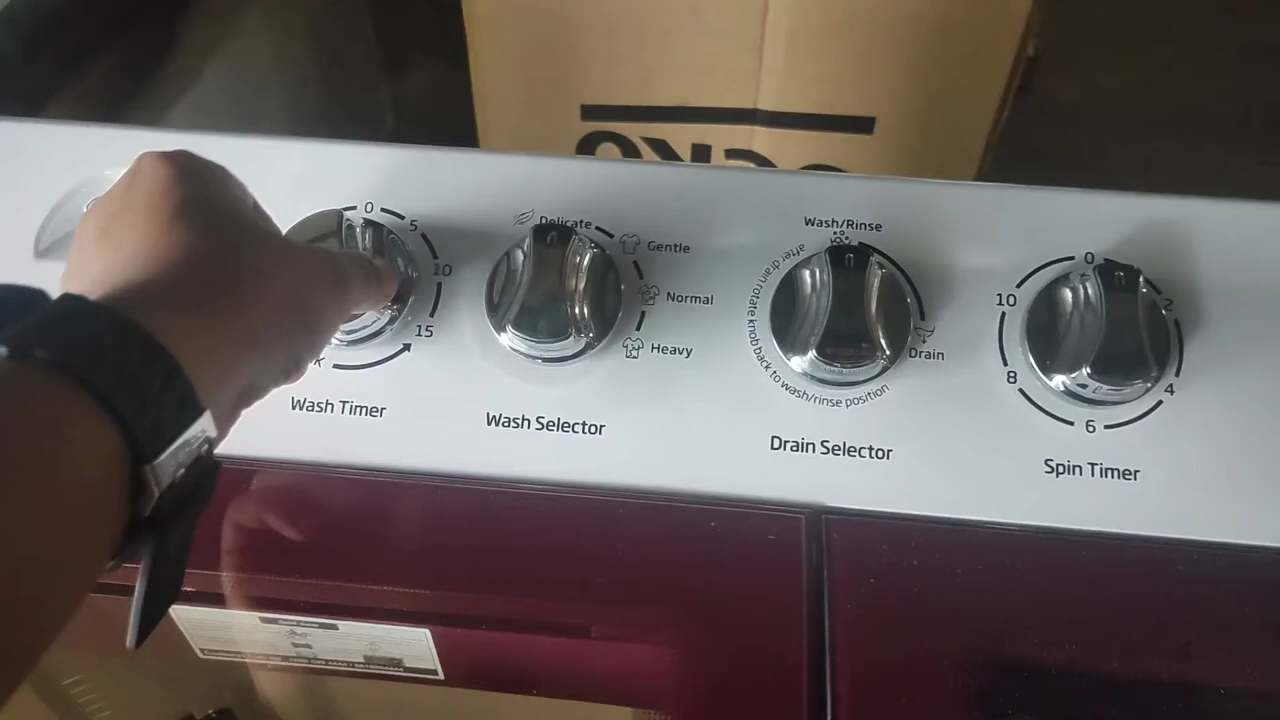 0
5
10
15
Wash Timer
Delicate
Gentle
Normal
Heavy
Wash Selector
Wash/Rinse
after drain rotate knob back to wash/rinse position
Drain
Drain Selector
0
2
4
6
8
10
Spin Timer